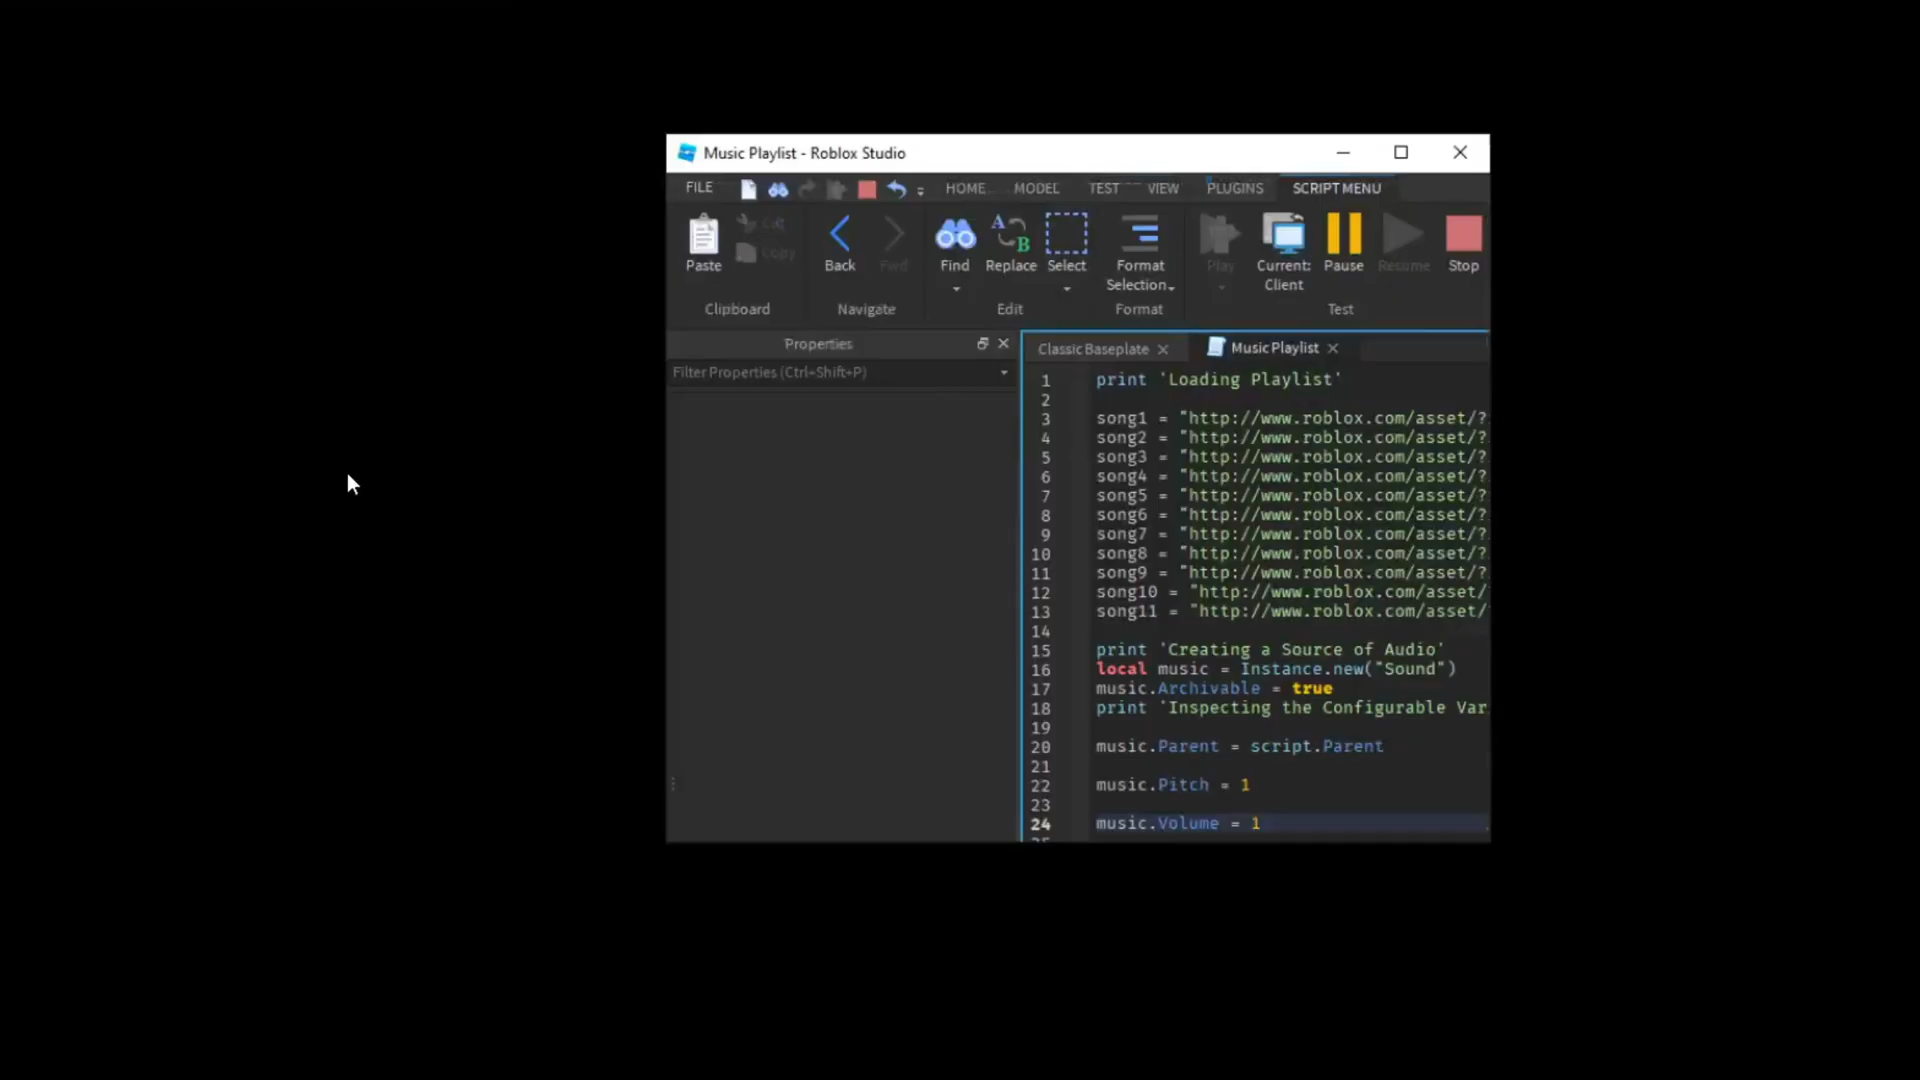 Music Playlist - Roblox Studio
FILE HOME MODEL TEST VIEW PLUGINS SCRIPT MENU
Paste Cut Copy Back Fwd Find Replace Select Format Selection Play Current: Client Pause Resume Stop
Clipboard Navigate Edit Format Test
Properties
Filter Properties (Ctrl+Shift+P)
Classic Baseplate Music Playlist
1 print 'Loading Playlist'
2
3 song1 = "http://www.roblox.com/asset/?
4 song2 = "http://www.roblox.com/asset/?
5 song3 = "http://www.roblox.com/asset/?
6 song4 = "http://www.roblox.com/asset/?
7 song5 = "http://www.roblox.com/asset/?
8 song6 = "http://www.roblox.com/asset/?
9 song7 = "http://www.roblox.com/asset/?
10 song8 = "http://www.roblox.com/asset/?
11 song9 = "http://www.roblox.com/asset/?
12 song10 = "http://www.roblox.com/asset/
13 song11 = "http://www.roblox.com/asset/
14
15 print 'Creating a Source of Audio'
16 local music = Instance.new("Sound")
17 music.Archivable = true
18 print 'Inspecting the Configurable Var
19
20 music.Parent = script.Parent
21
22 music.Pitch = 1
23
24 music.Volume = 1